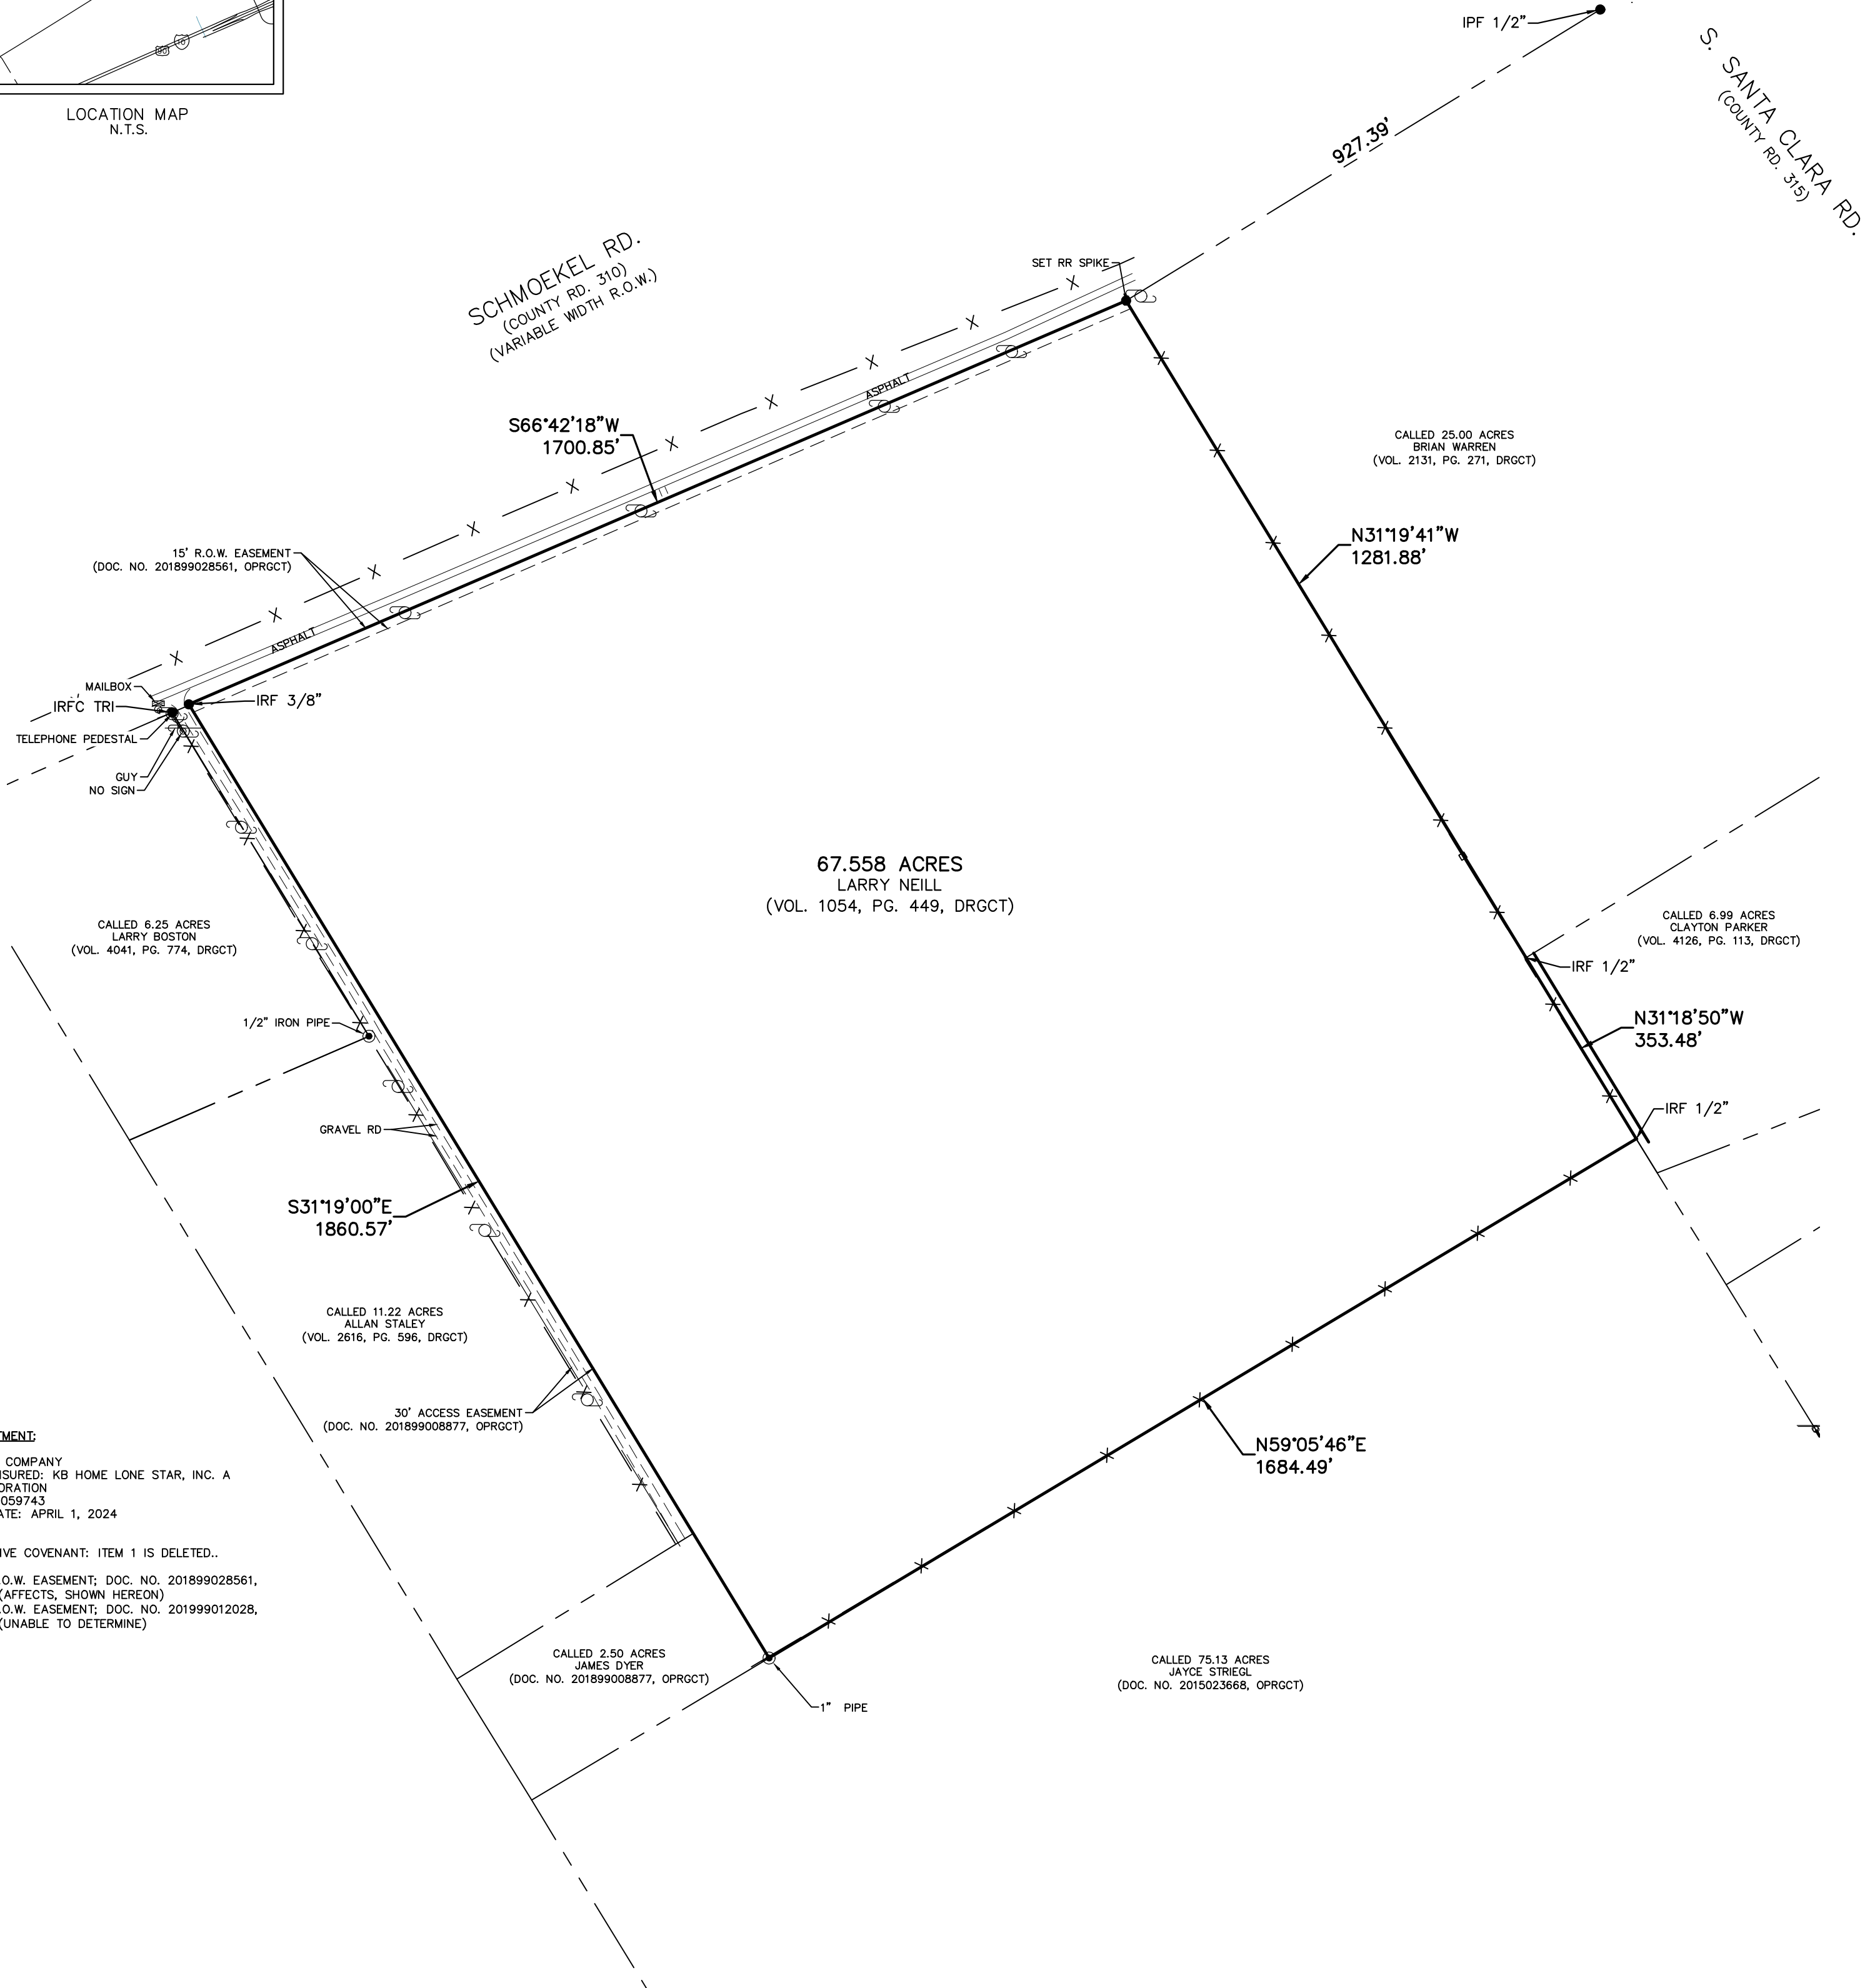 90
10
LOCATION MAP
N.T.S.
IPF 1/2"
S. SANTA CLARA RD.
(COUNTY RD. 315)
927.39'
SCHMOEKEL RD.
(COUNTY RD. 310)
(VARIABLE WIDTH R.O.W.)
SET RR SPIKE
ASPHALT
S66°42'18"W
1700.85'
CALLED 25.00 ACRES
BRIAN WARREN
(VOL. 2131, PG. 271, DRGCT)
N31°19'41"W
1281.88'
15' R.O.W. EASEMENT
(DOC. NO. 201899028561, OPRGCT)
ASPHALT
MAILBOX
IRFC TRI
IRF 3/8"
TELEPHONE PEDESTAL
GUY
NO SIGN
67.558 ACRES
LARRY NEILL
(VOL. 1054, PG. 449, DRGCT)
CALLED 6.25 ACRES
LARRY BOSTON
(VOL. 4041, PG. 774, DRGCT)
CALLED 6.99 ACRES
CLAYTON PARKER
(VOL. 4126, PG. 113, DRGCT)
IRF 1/2"
1/2" IRON PIPE
N31°18'50"W
353.48'
IRF 1/2"
GRAVEL RD
S31°19'00"E
1860.57'
CALLED 11.22 ACRES
ALLAN STALEY
(VOL. 2616, PG. 596, DRGCT)
30' ACCESS EASEMENT
(DOC. NO. 201899008877, OPRGCT)
N59°05'46"E
1684.49'
TMENT:
COMPANY
SURED: KB HOME LONE STAR, INC. A
ORATION
059743
ATE: APRIL 1, 2024
IVE COVENANT: ITEM 1 IS DELETED..
.O.W. EASEMENT; DOC. NO. 201899028561,
(AFFECTS, SHOWN HEREON)
.O.W. EASEMENT; DOC. NO. 201999012028,
(UNABLE TO DETERMINE)
CALLED 2.50 ACRES
JAMES DYER
(DOC. NO. 201899008877, OPRGCT)
CALLED 75.13 ACRES
JAYCE STRIEGL
(DOC. NO. 2015023668, OPRGCT)
1" PIPE